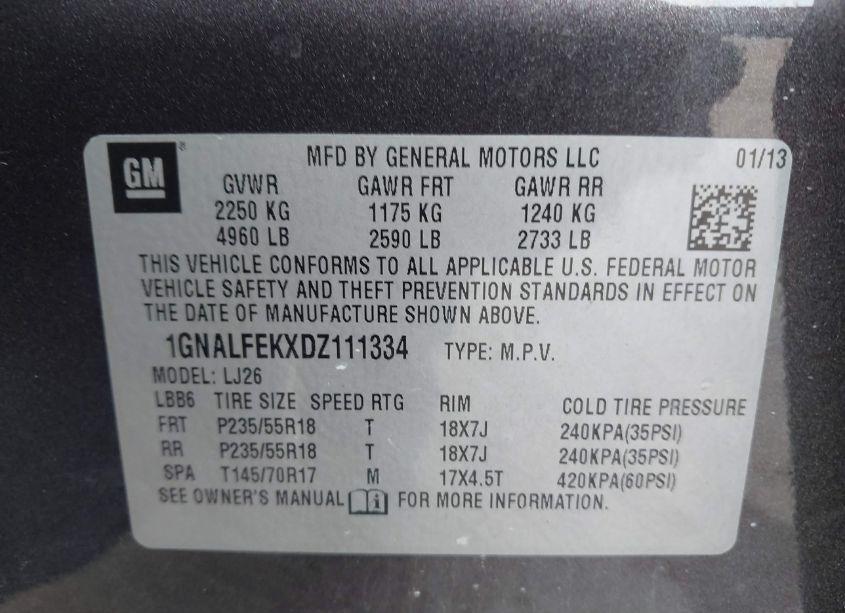 GM® MFD BY GENERAL MOTORS LLC 01/13
GVWR GAWR FRT GAWR RR
2250 KG 1175 KG 1240 KG
4960 LB 2590 LB 2733 LB
THIS VEHICLE CONFORMS TO ALL APPLICABLE U.S. FEDERAL MOTOR
VEHICLE SAFETY AND THEFT PREVENTION STANDARDS IN EFFECT ON
THE DATE OF MANUFACTURE SHOWN ABOVE.
1GNALFEKXDZ111334 TYPE: M.P.V.
MODEL: LJ26
LBB6 TIRE SIZE SPEED RTG RIM COLD TIRE PRESSURE
FRT P235/55R18 T 18X7J 240KPA(35PSI)
RR P235/55R18 T 18X7J 240KPA(35PSI)
SPA T145/70R17 M 17X4.5T 420KPA(60PSI)
SEE OWNER'S MANUAL FOR MORE INFORMATION.